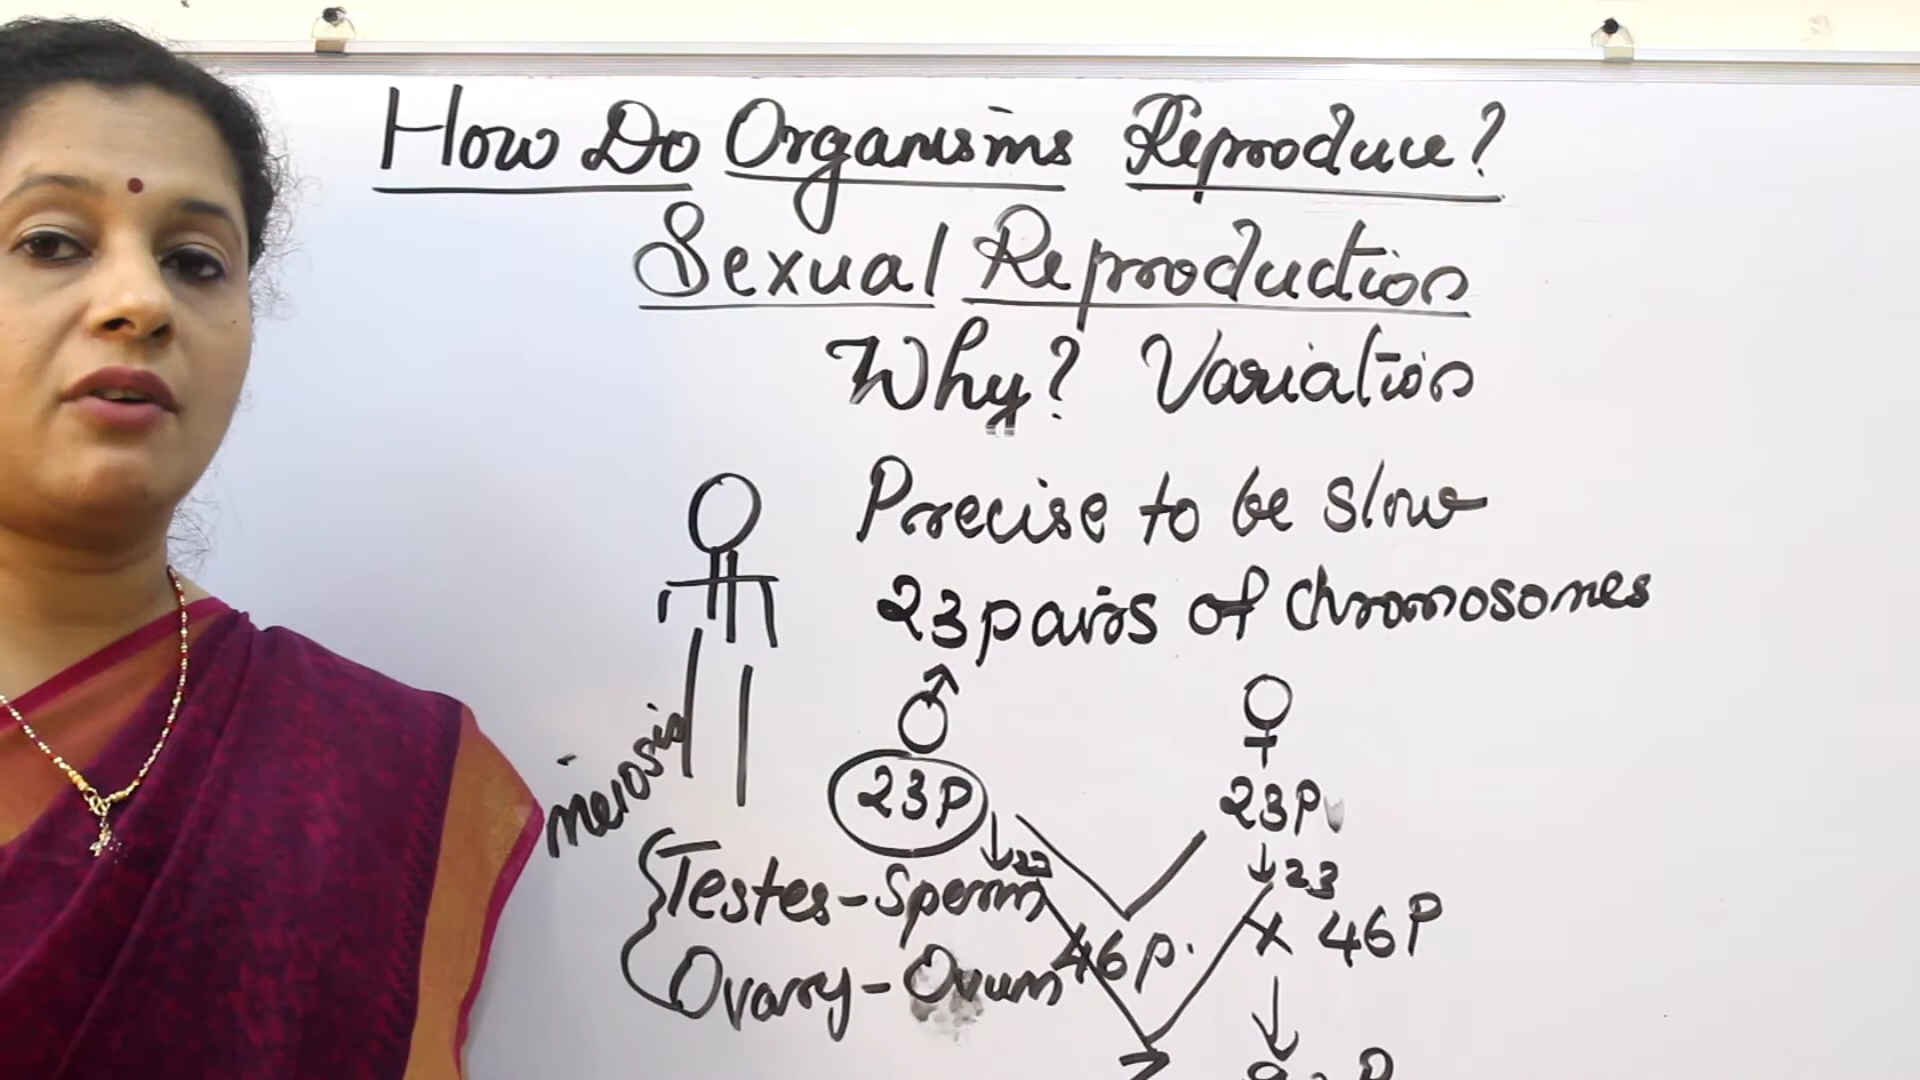 How Do Organisms Reproduce?
Sexual Reproduction
Why? Variation
Precise to be slow
23 pairs of chromosomes
♂ ♀
23P 23P
↓ 23
meiosis
Testes-Sperm
46P
Ovary-Ovum 46P.
Z